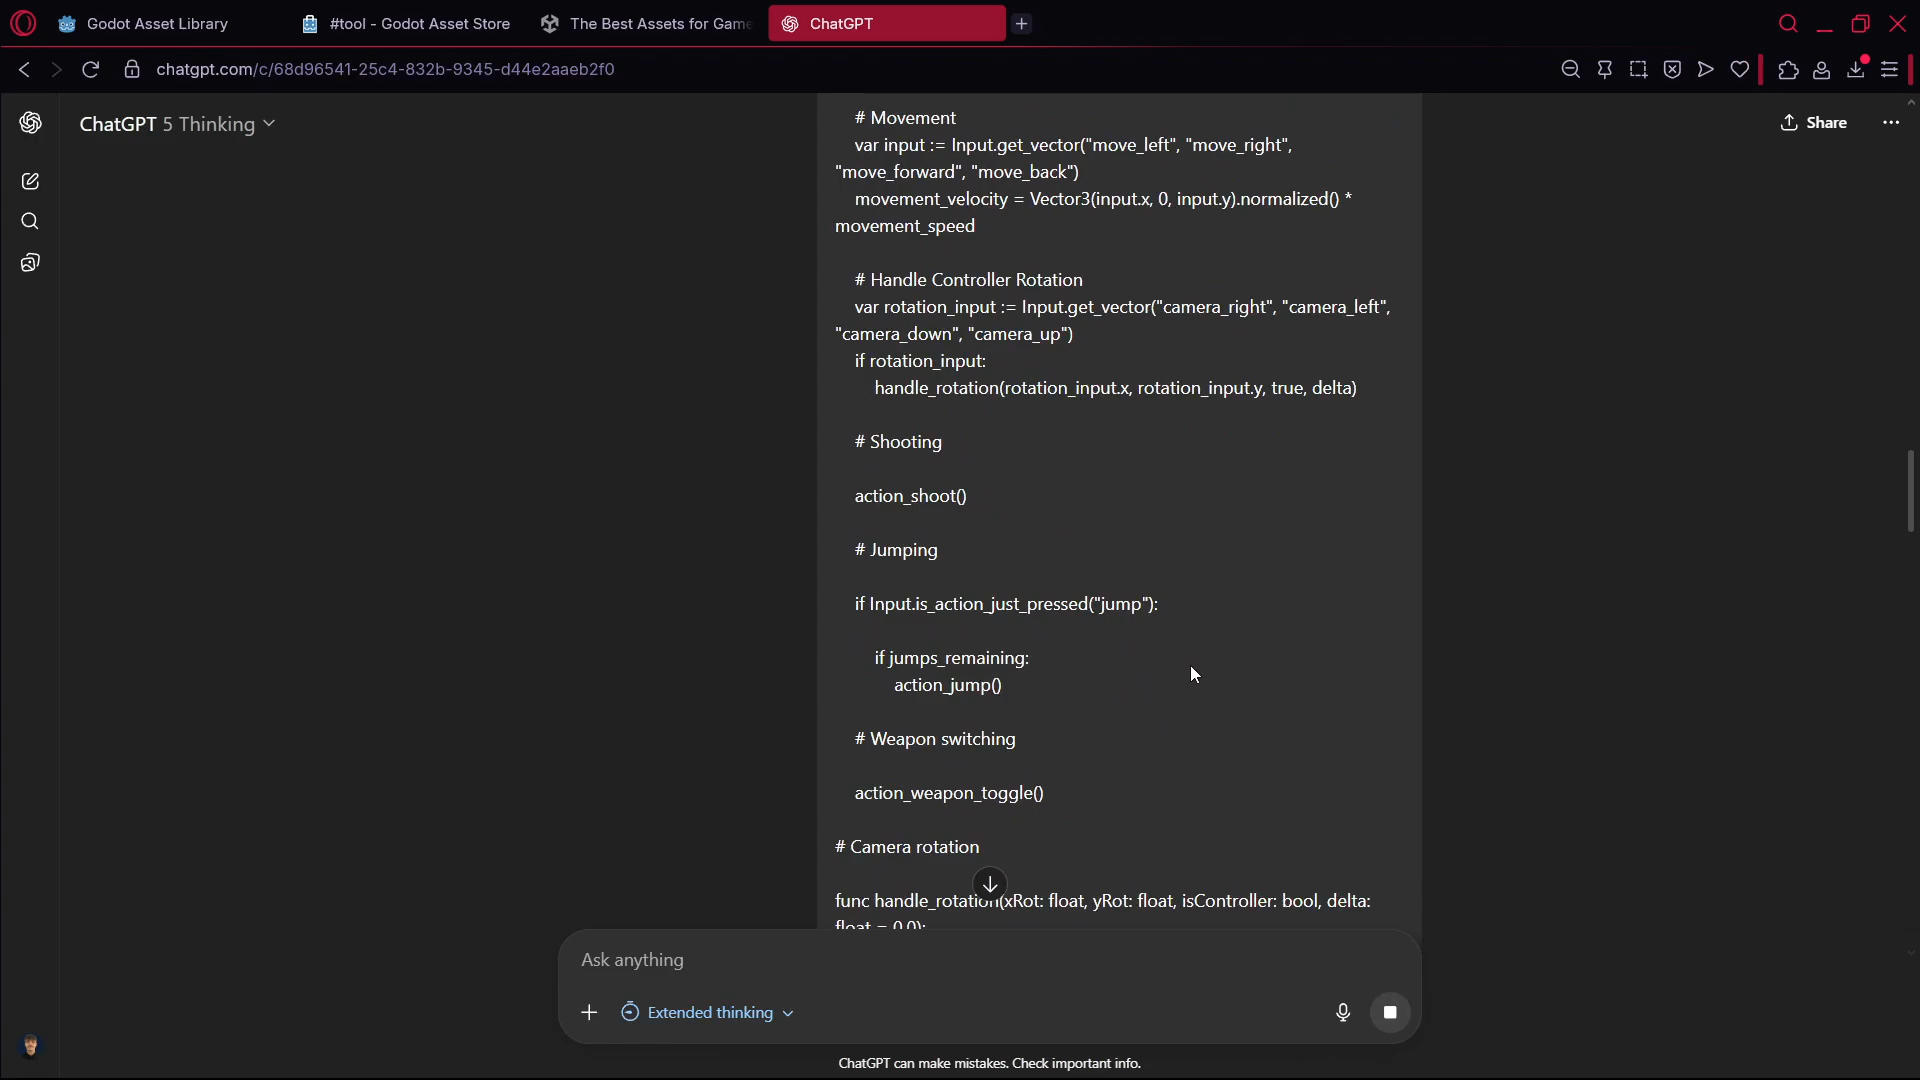 Godot Asset Library
#tool - Godot Asset Store
The Best Assets for Game
ChatGPT
chatgpt.com/c/68d96541-25c4-832b-9345-d44e2aaeb2f0
ChatGPT 5 Thinking
Share
# Movement
var input := Input.get_vector("move_left", "move_right",
"move_forward", "move_back")
movement_velocity = Vector3(input.x, 0, input.y).normalized() *
movement_speed
# Handle Controller Rotation
var rotation_input := Input.get_vector("camera_right", "camera_left",
"camera_down", "camera_up")
if rotation_input:
handle_rotation(rotation_input.x, rotation_input.y, true, delta)
# Shooting
action_shoot()
# Jumping
if Input.is_action_just_pressed("jump"):
if jumps_remaining:
action_jump()
# Weapon switching
action_weapon_toggle()
# Camera rotation
func handle_rotation(xRot: float, yRot: float, isController: bool, delta:
float = 0.0):
Ask anything
Extended thinking
ChatGPT can make mistakes. Check important info.